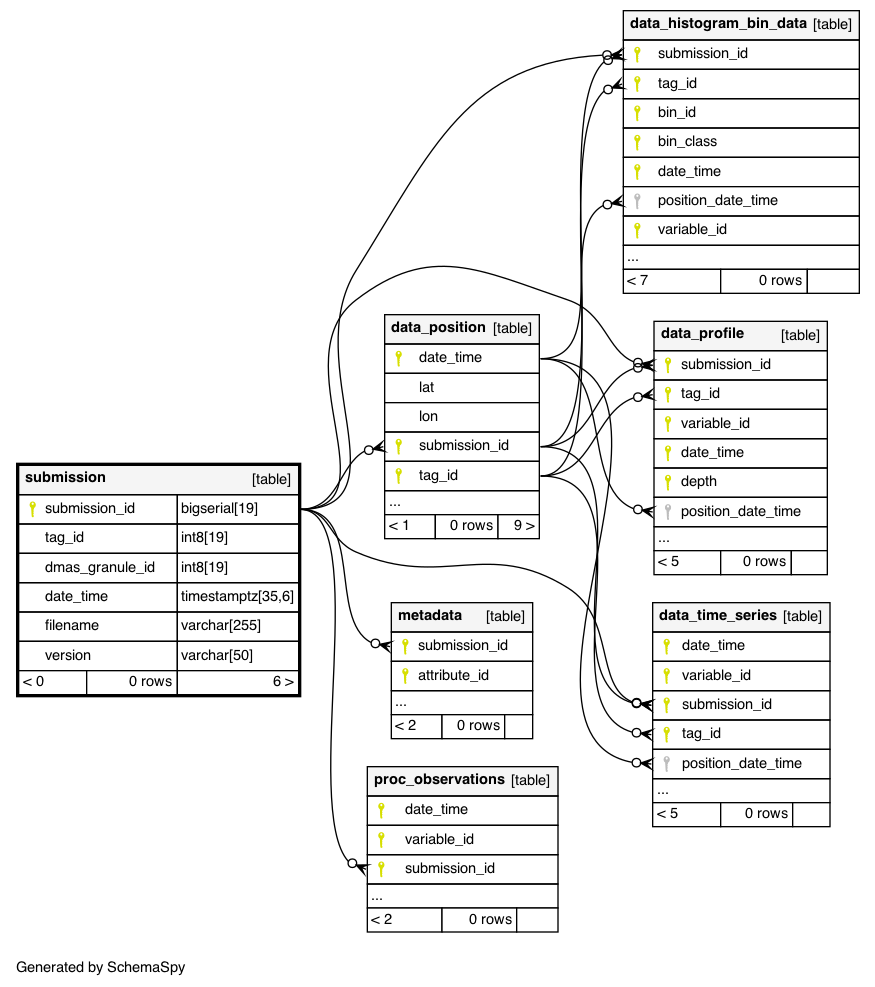 data_histogram_bin_data [table]
submission_id
tag_id
bin_id
bin_class
date_time
position_date_time
variable_id
...
< 7 0 rows
data_position [table]
date_time
lat
lon
submission_id
tag_id
...
< 1 0 rows 9 >
data_profile [table]
submission_id
tag_id
variable_id
date_time
depth
position_date_time
...
< 5 0 rows
submission [table]
submission_id bigserial[19]
tag_id int8[19]
dmas_granule_id int8[19]
date_time timestamptz[35,6]
filename varchar[255]
version varchar[50]
< 0 0 rows 6 >
metadata [table]
submission_id
attribute_id
...
< 2 0 rows
data_time_series [table]
date_time
variable_id
submission_id
tag_id
position_date_time
...
< 5 0 rows
proc_observations [table]
date_time
variable_id
submission_id
...
< 2 0 rows
Generated by SchemaSpy